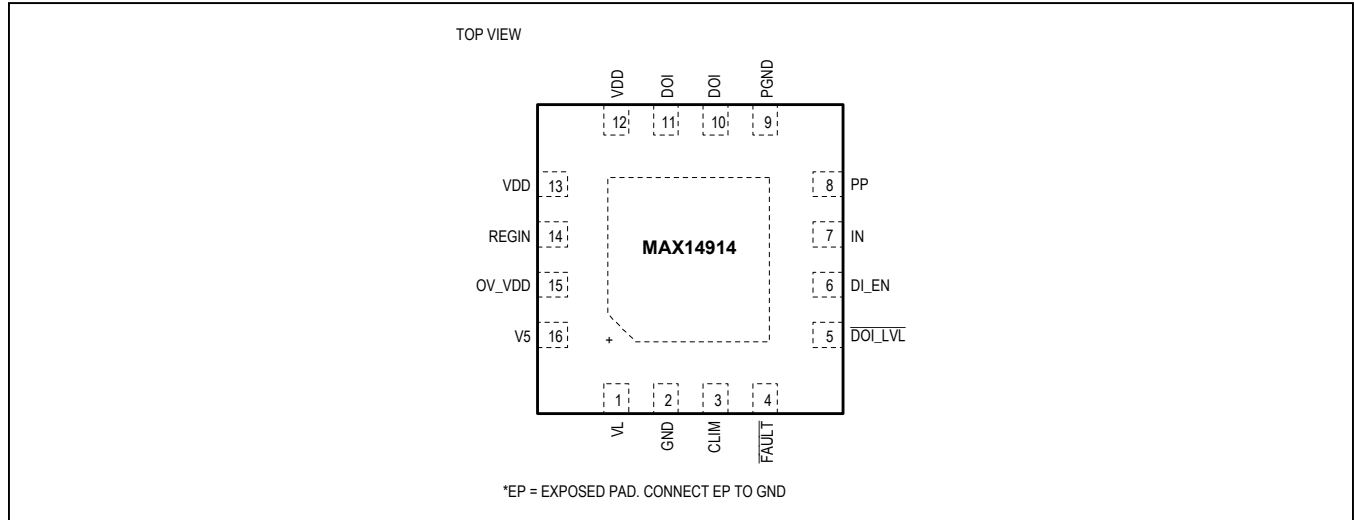 TOP VIEW
VDD
DOI
DOI
PGND
12
11
10
9
VDD 13
8 PP
REGIN 14
MAX14914
7 IN
OV_VDD 15
6 DI_EN
V5 16
+
5 DOI_LVL
1
2
3
4
VL
GND
CLIM
FAULT
*EP = EXPOSED PAD. CONNECT EP TO GND